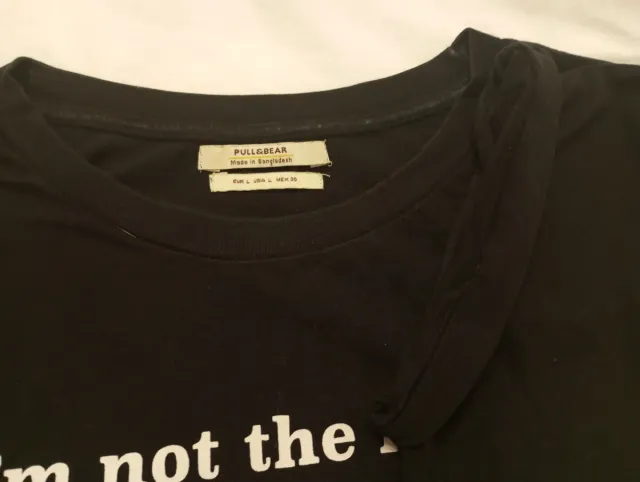 PULL&BEAR
Made in Bangladesh
EUR L USA L MEX 30
I'm not the